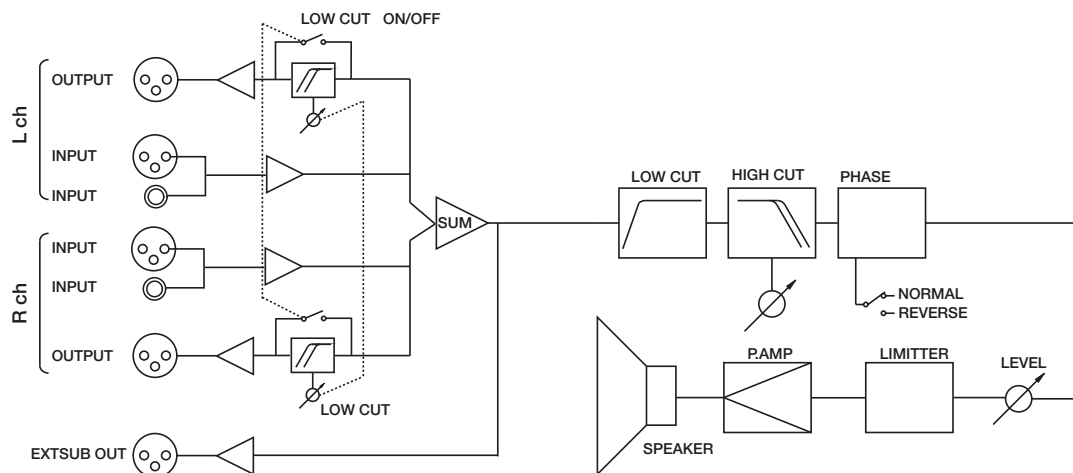 LOW CUT ON/OFF
L ch
OUTPUT
INPUT
INPUT
R ch
INPUT
INPUT
OUTPUT
LOW CUT
EXTSUB OUT
SUM
LOW CUT
HIGH CUT
PHASE
NORMAL
REVERSE
SPEAKER
P.AMP
LIMITTER
LEVEL